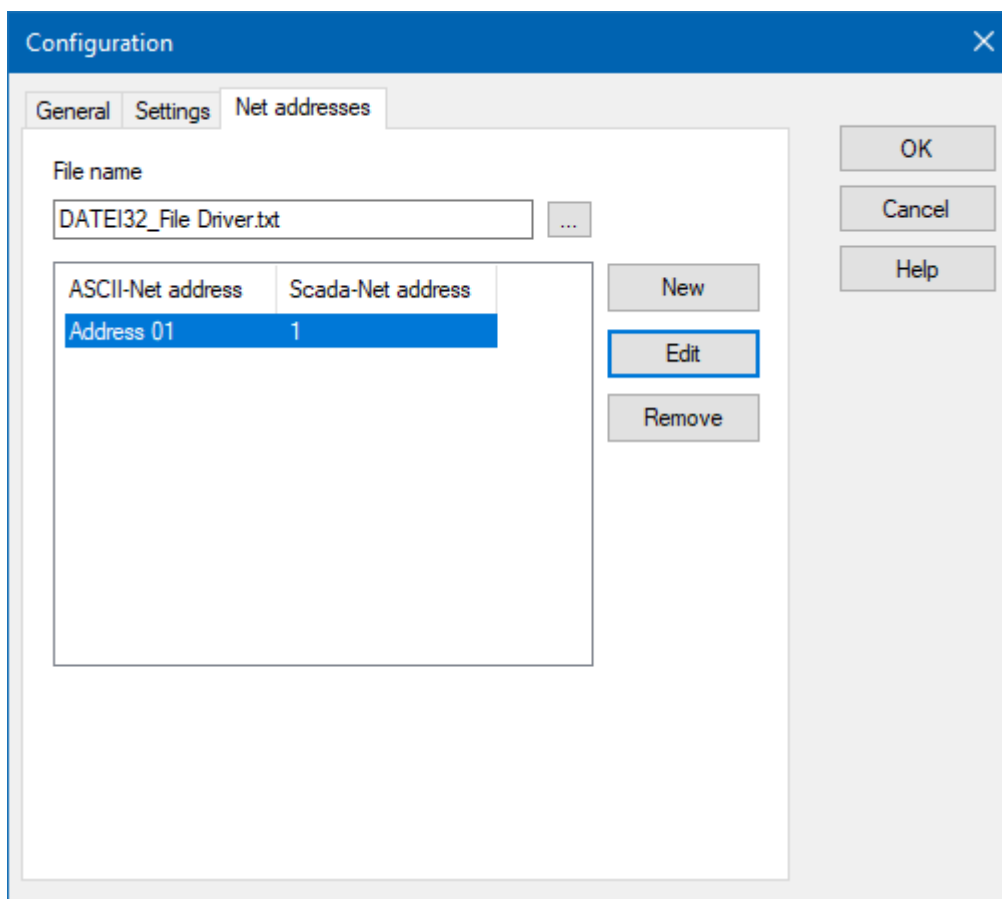 Configuration
General Settings Net addresses
OK
File name
DATEI32_File Driver.txt ...
Cancel
Help
ASCII-Net address Scada-Net address
New
Address 01 1
Edit
Remove